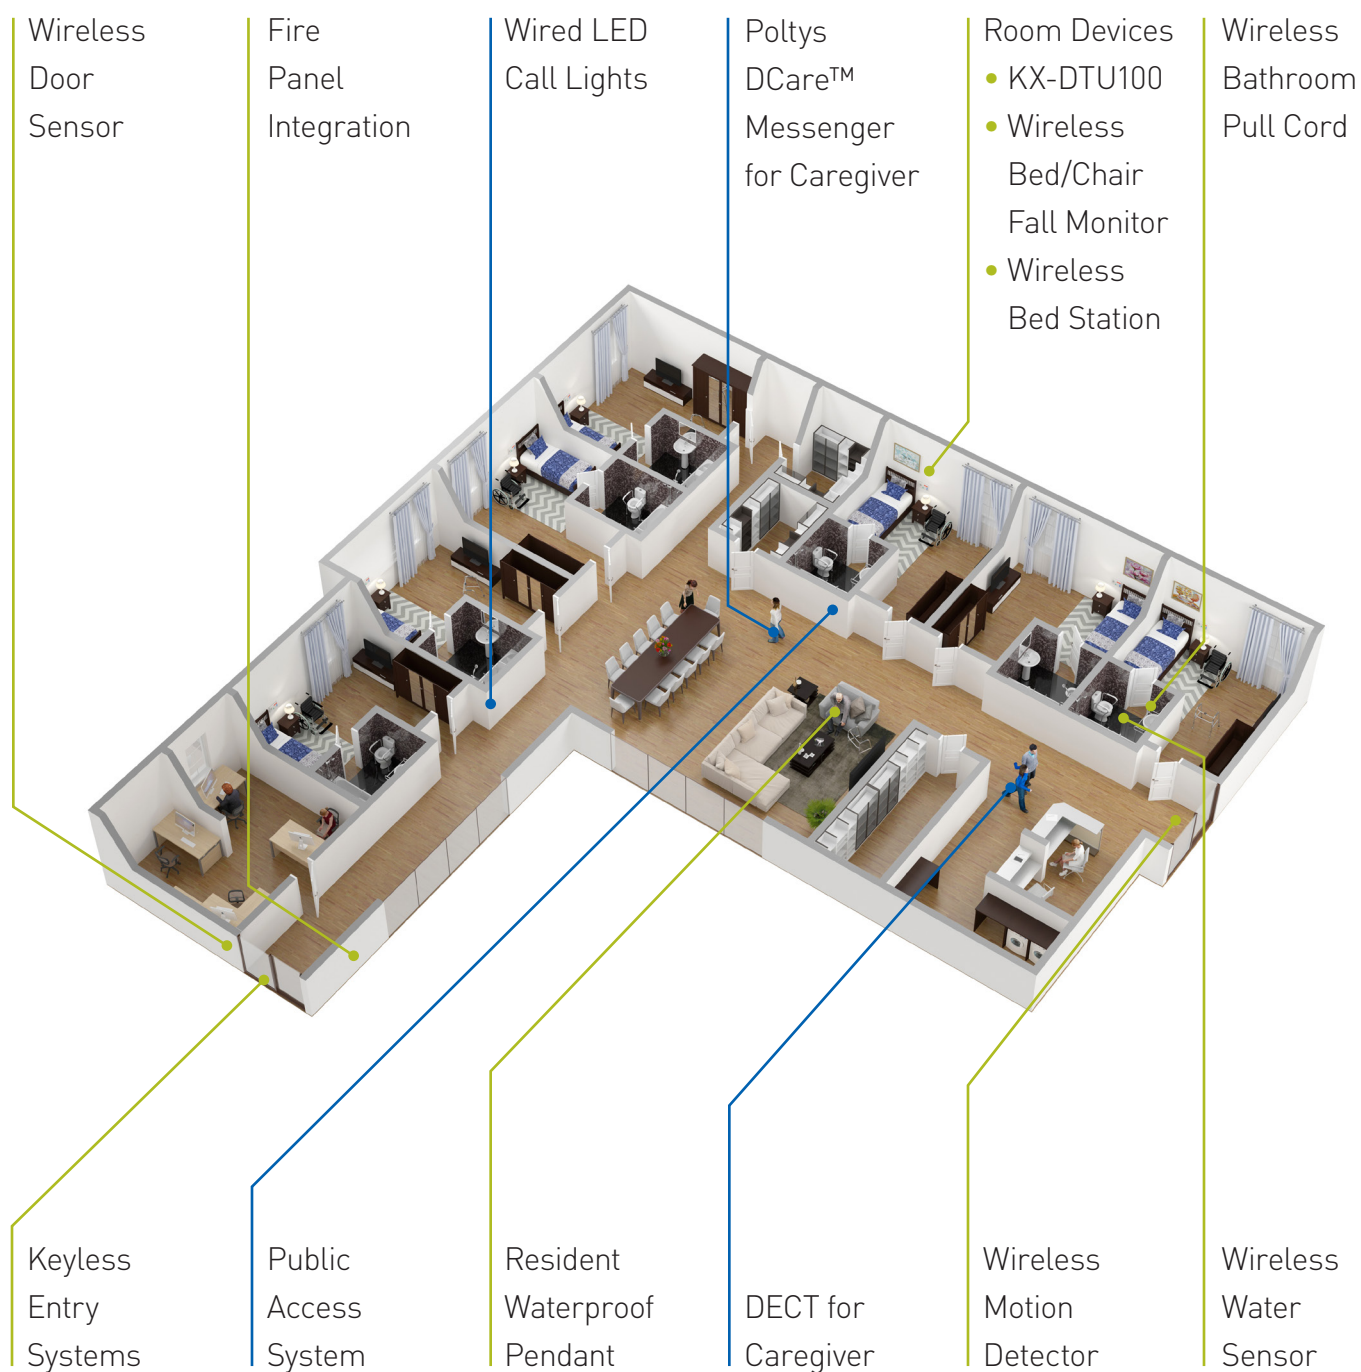 Wireless
Door
Sensor
Fire
Panel
Integration
Wired LED
Call Lights
Poltys
DCare™
Messenger
for Caregiver
Room Devices
• KX-DTU100
• Wireless
Bed/Chair
Fall Monitor
• Wireless
Bed Station
Wireless
Bathroom
Pull Cord
Keyless
Entry
Systems
Public
Access
System
Resident
Waterproof
Pendant
DECT for
Caregiver
Wireless
Motion
Detector
Wireless
Water
Sensor